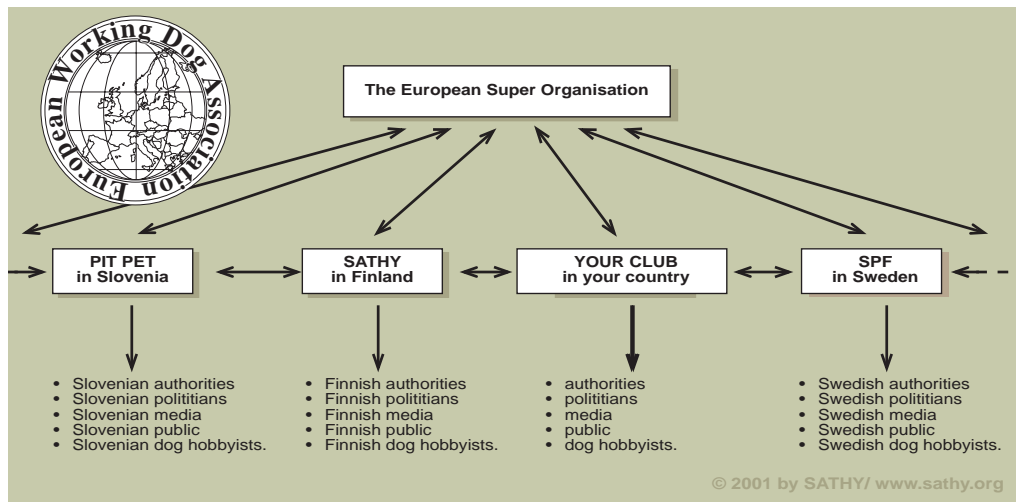 European Working Dog Association
The European Super Organisation
PIT PET
in Slovenia
SATHY
in Finland
YOUR CLUB
in your country
SPF
in Sweden
• Slovenian authorities
• Slovenian polititians
• Slovenian media
• Slovenian public
• Slovenian dog hobbyists.
• Finnish authorities
• Finnish polititians
• Finnish media
• Finnish public
• Finnish dog hobbyists.
• authorities
• polititians
• media
• public
• dog hobbyists.
• Swedish authorities
• Swedish polititians
• Swedish media
• Swedish public
• Swedish dog hobbyists.
© 2001 by SATHY/ www.sathy.org